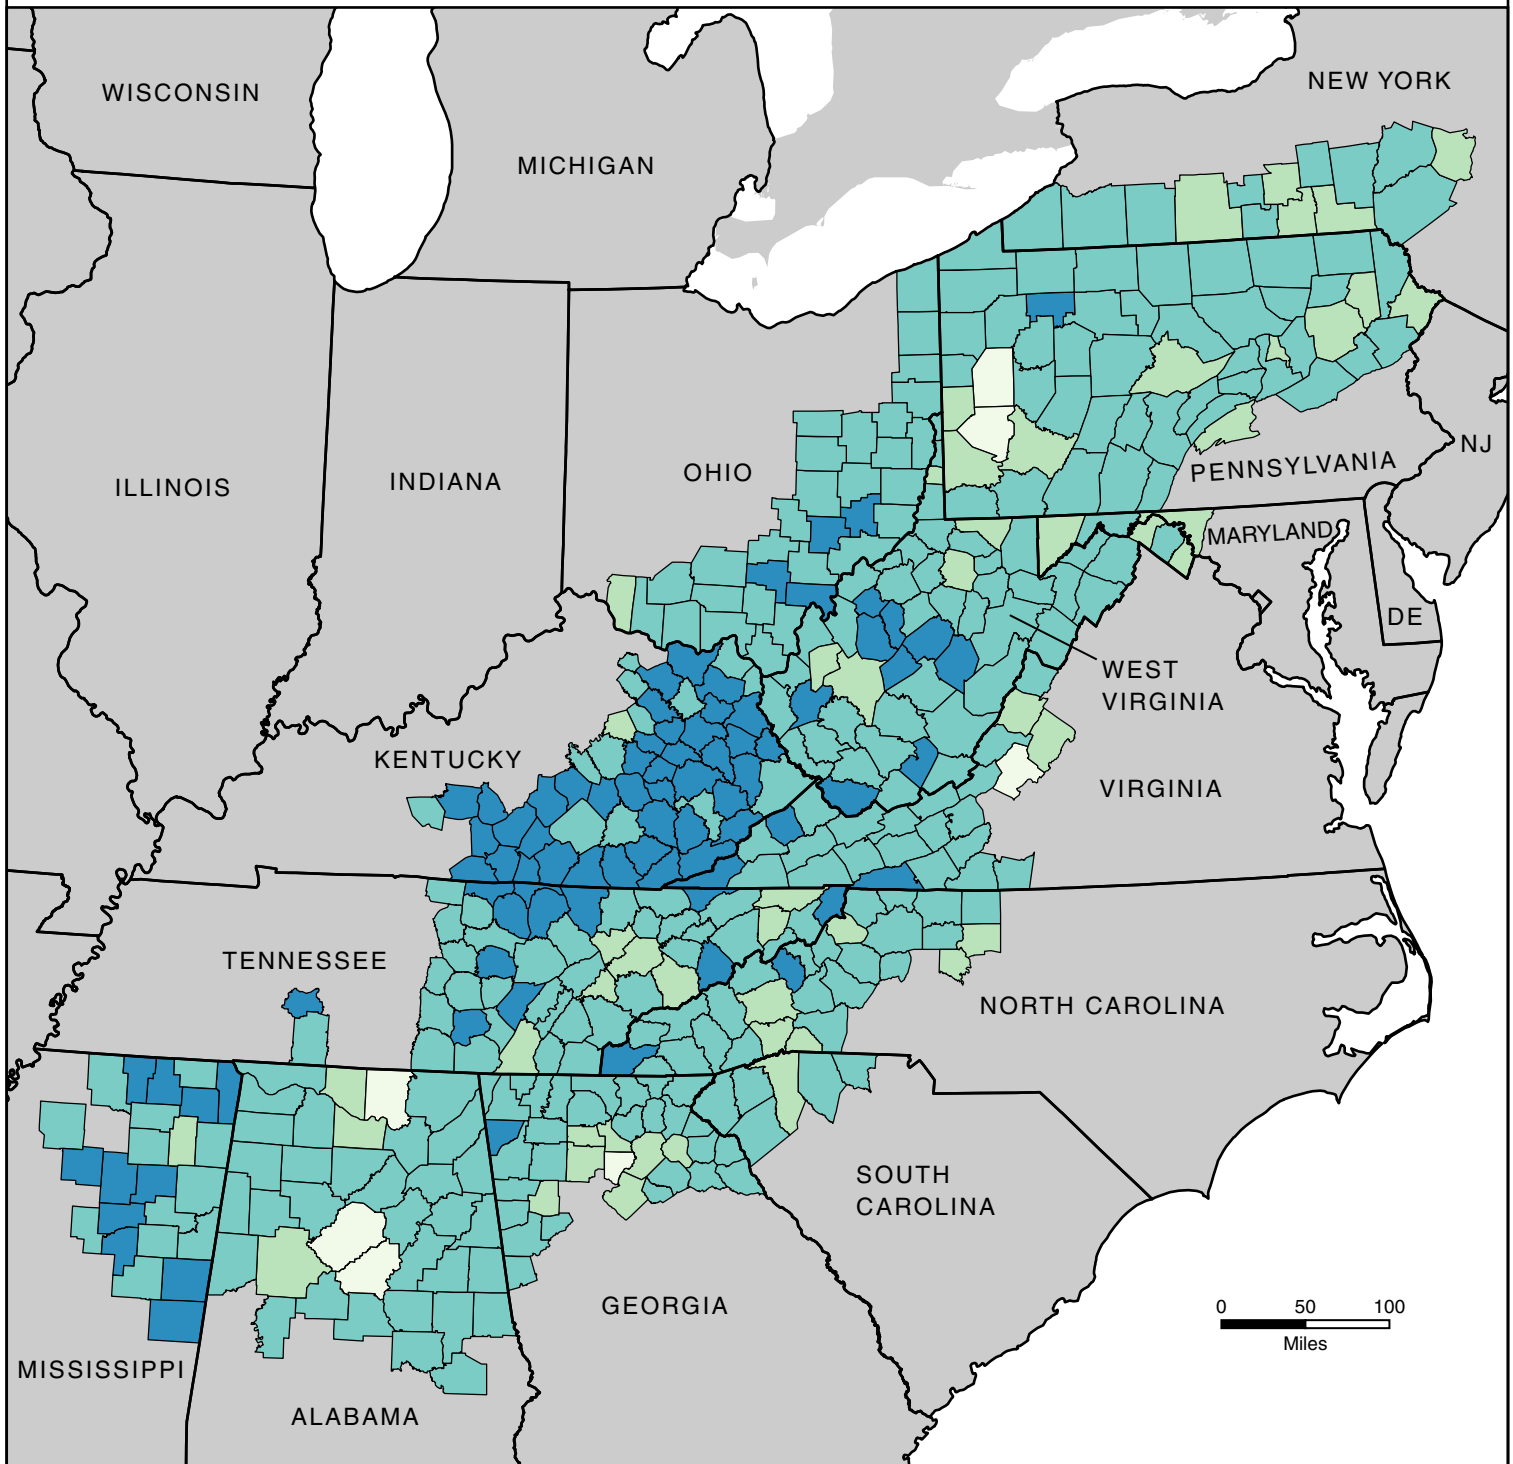 WISCONSIN
NEW YORK
MICHIGAN
ILLINOIS
INDIANA
OHIO
PENNSYLVANIA
NJ
MARYLAND
DE
WEST
VIRGINIA
KENTUCKY
VIRGINIA
TENNESSEE
NORTH CAROLINA
SOUTH
CAROLINA
GEORGIA
0 50 100
Miles
MISSISSIPPI
ALABAMA